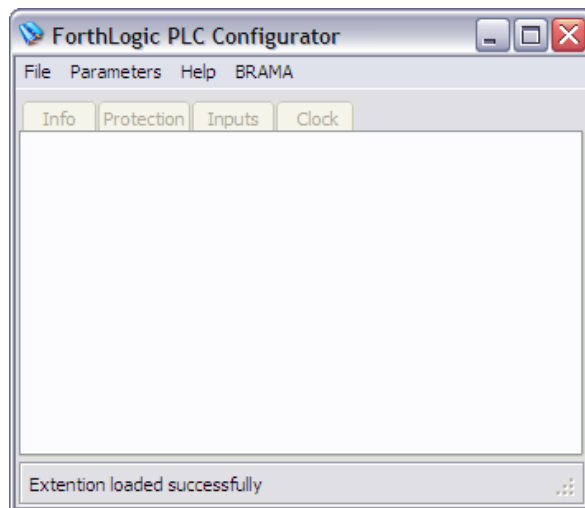 ForthLogic PLC Configurator
File Parameters Help BRAMA
Info Protection Inputs Clock
Extention loaded successfully